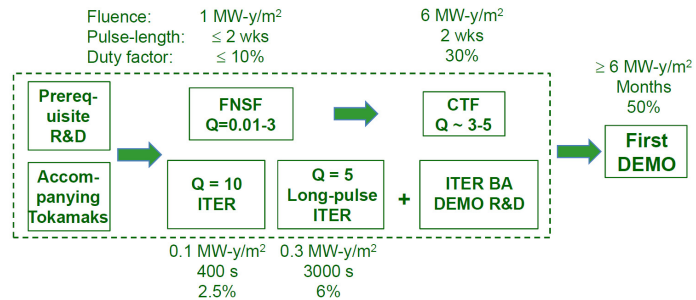 Fluence: 1 MW-y/m² 6 MW-y/m²
Pulse-length: ≤ 2 wks 2 wks
Duty factor: ≤ 10% 30%
≥ 6 MW-y/m²
Months
50%
Prereq-
uisite
R&D
FNSF
Q=0.01-3
CTF
Q ~ 3-5
First
DEMO
Accom-
panying
Tokamaks
Q = 10
ITER
Q = 5
Long-pulse
ITER
+
ITER BA
DEMO R&D
0.1 MW-y/m² 0.3 MW-y/m²
400 s 3000 s
2.5% 6%